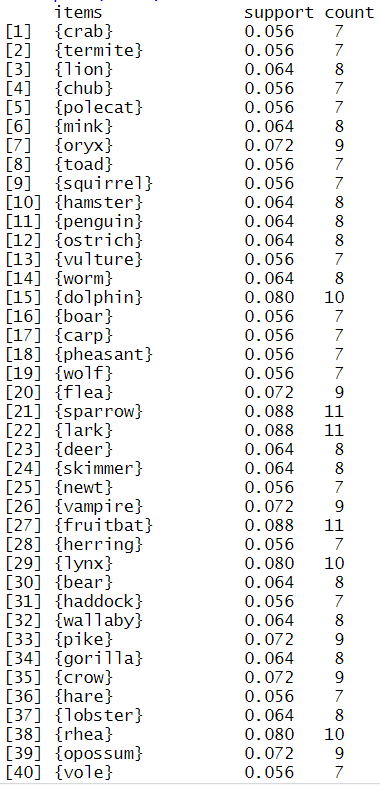 items support count
[1] {crab} 0.056 7
[2] {termite} 0.056 7
[3] {lion} 0.064 8
[4] {chub} 0.056 7
[5] {polecat} 0.056 7
[6] {mink} 0.064 8
[7] {oryx} 0.072 9
[8] {toad} 0.056 7
[9] {squirrel} 0.056 7
[10] {hamster} 0.064 8
[11] {penguin} 0.064 8
[12] {ostrich} 0.064 8
[13] {vulture} 0.056 7
[14] {worm} 0.064 8
[15] {dolphin} 0.080 10
[16] {boar} 0.056 7
[17] {carp} 0.056 7
[18] {pheasant} 0.056 7
[19] {wolf} 0.056 7
[20] {flea} 0.072 9
[21] {sparrow} 0.088 11
[22] {lark} 0.088 11
[23] {deer} 0.064 8
[24] {skimmer} 0.064 8
[25] {newt} 0.056 7
[26] {vampire} 0.072 9
[27] {fruitbat} 0.088 11
[28] {herring} 0.056 7
[29] {lynx} 0.080 10
[30] {bear} 0.064 8
[31] {haddock} 0.056 7
[32] {wallaby} 0.064 8
[33] {pike} 0.072 9
[34] {gorilla} 0.064 8
[35] {crow} 0.072 9
[36] {hare} 0.056 7
[37] {lobster} 0.064 8
[38] {rhea} 0.080 10
[39] {opossum} 0.072 9
[40] {vole} 0.056 7